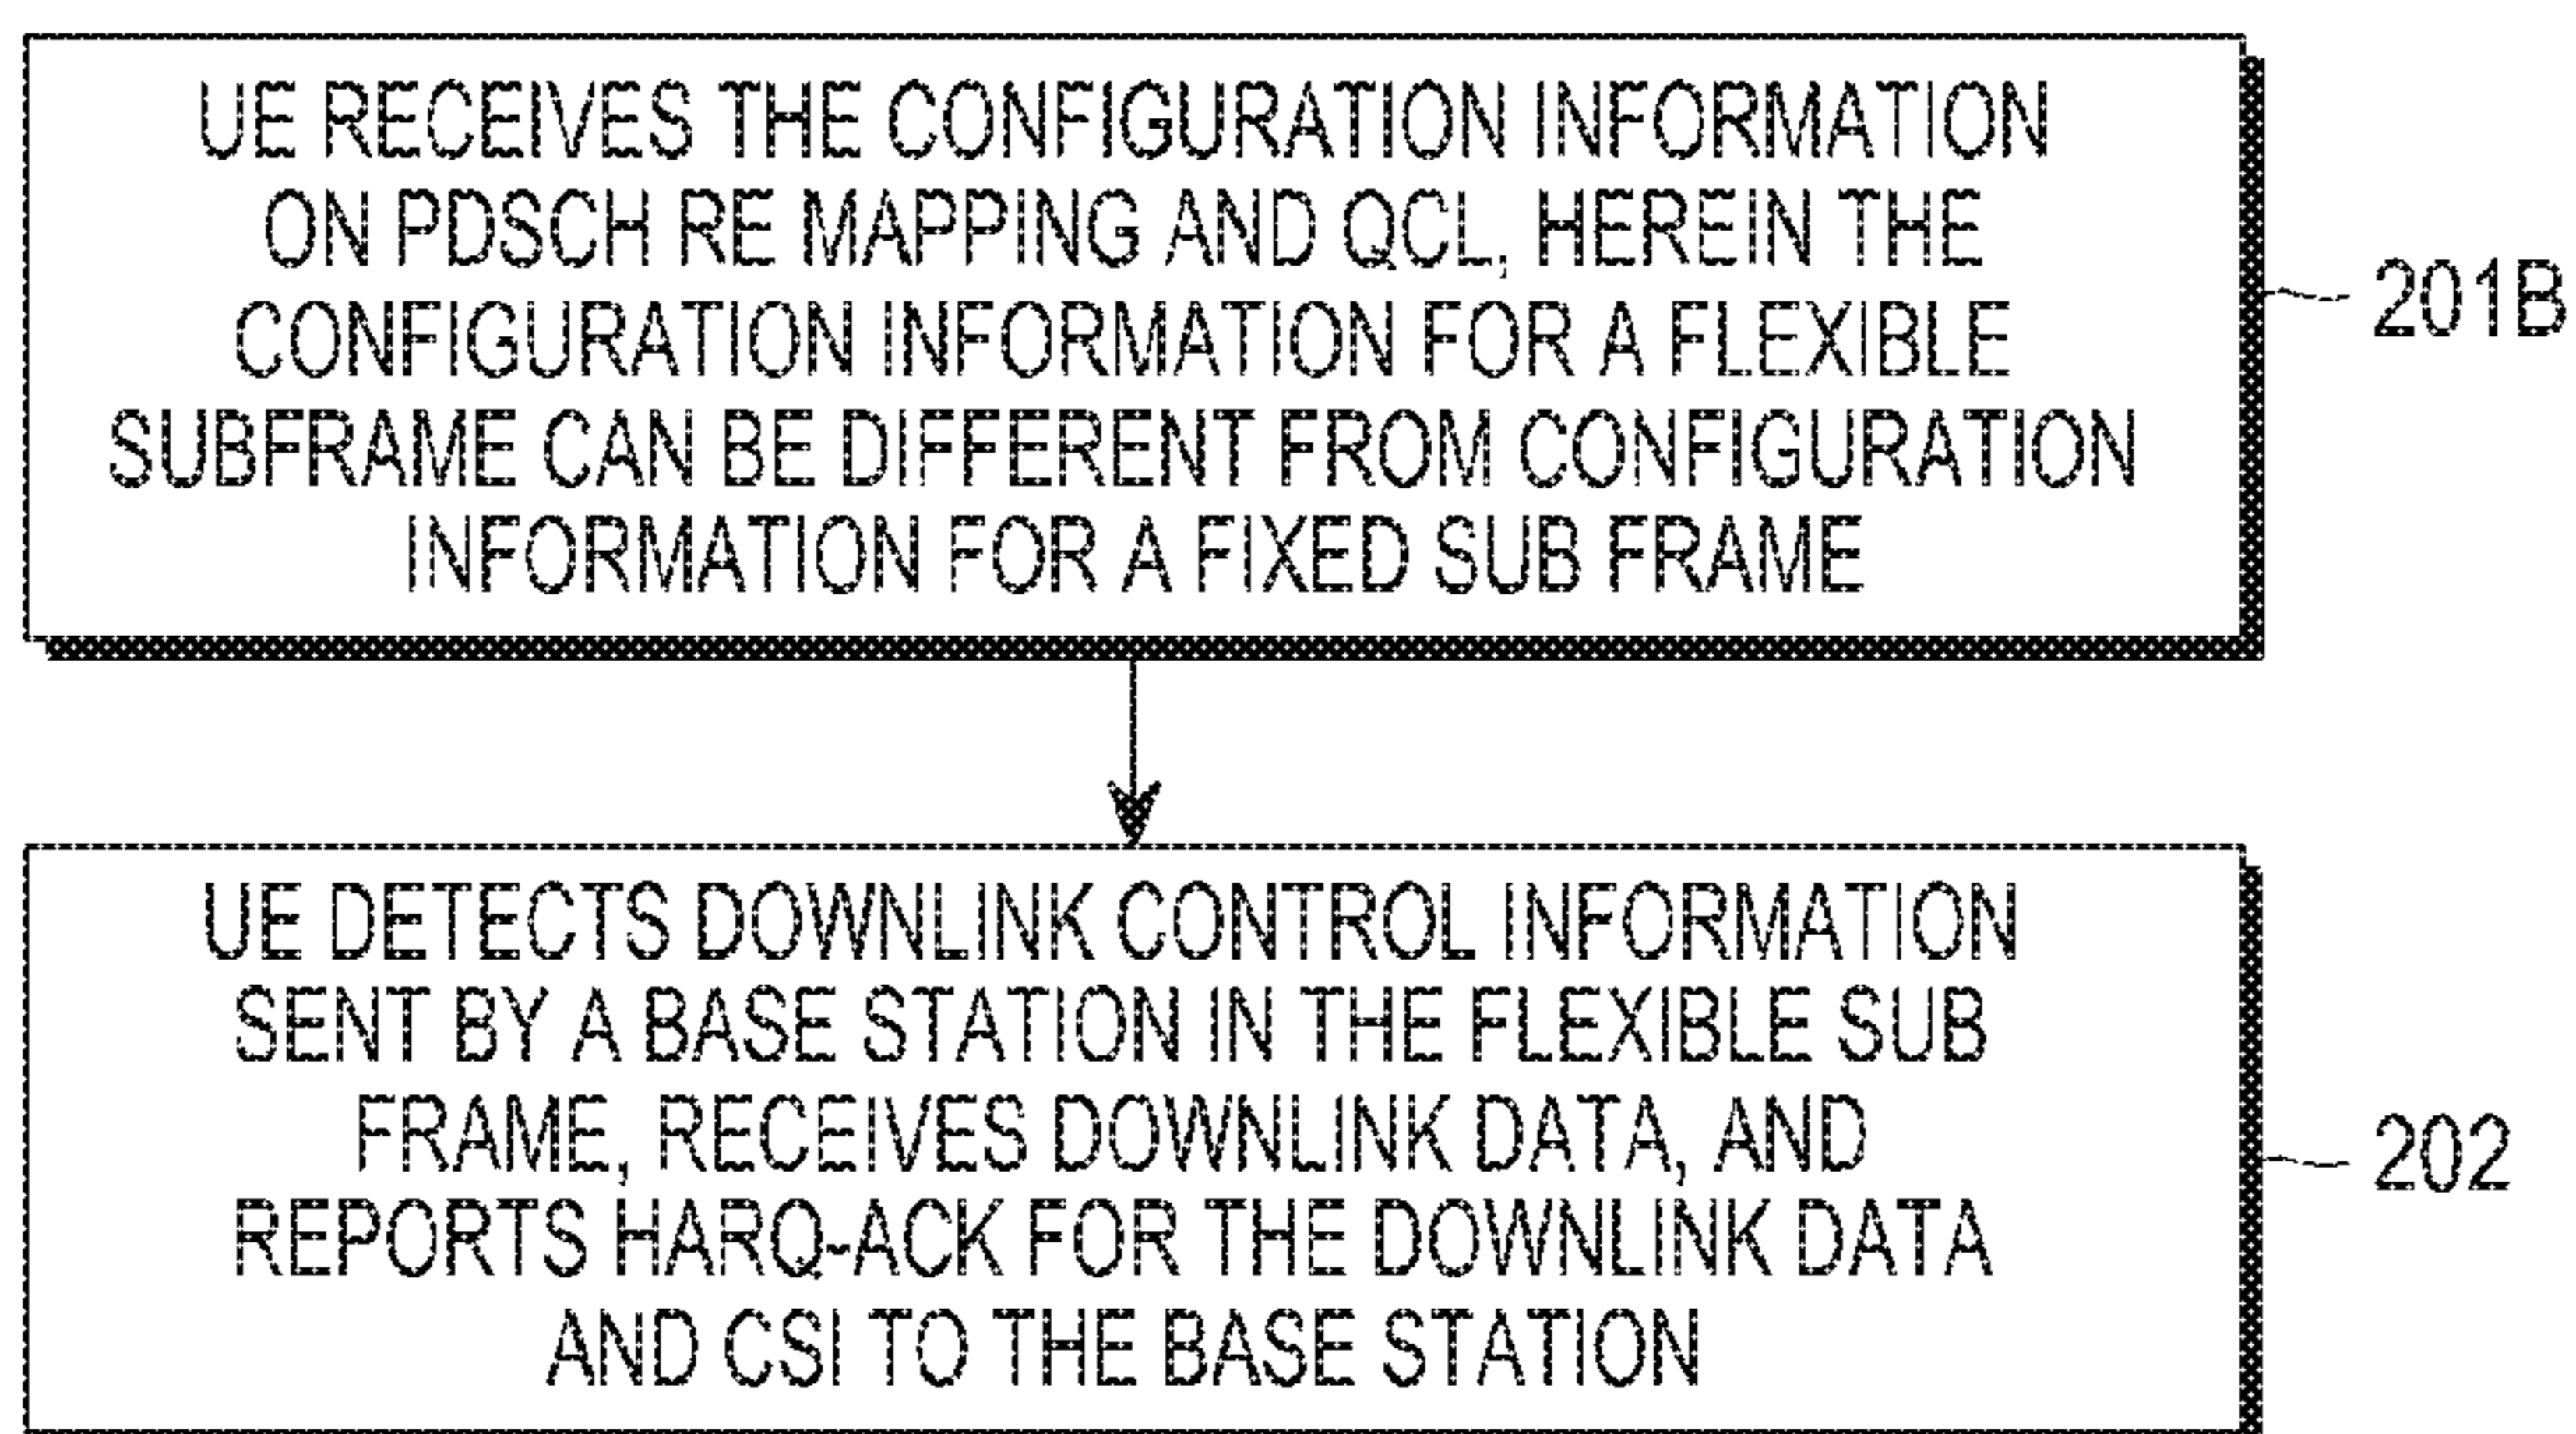 UE RECEIVES THE CONFIGURATION INFORMATION
ON PDSCH RE MAPPING AND QCL, HEREIN THE
CONFIGURATION INFORMATION FOR A FLEXIBLE
SUBFRAME CAN BE DIFFERENT FROM CONFIGURATION
INFORMATION FOR A FIXED SUB FRAME
201B
UE DETECTS DOWNLINK CONTROL INFORMATION
SENT BY A BASE STATION IN THE FLEXIBLE SUB
FRAME, RECEIVES DOWNLINK DATA, AND
REPORTS HARQ-ACK FOR THE DOWNLINK DATA
AND CSI TO THE BASE STATION
202